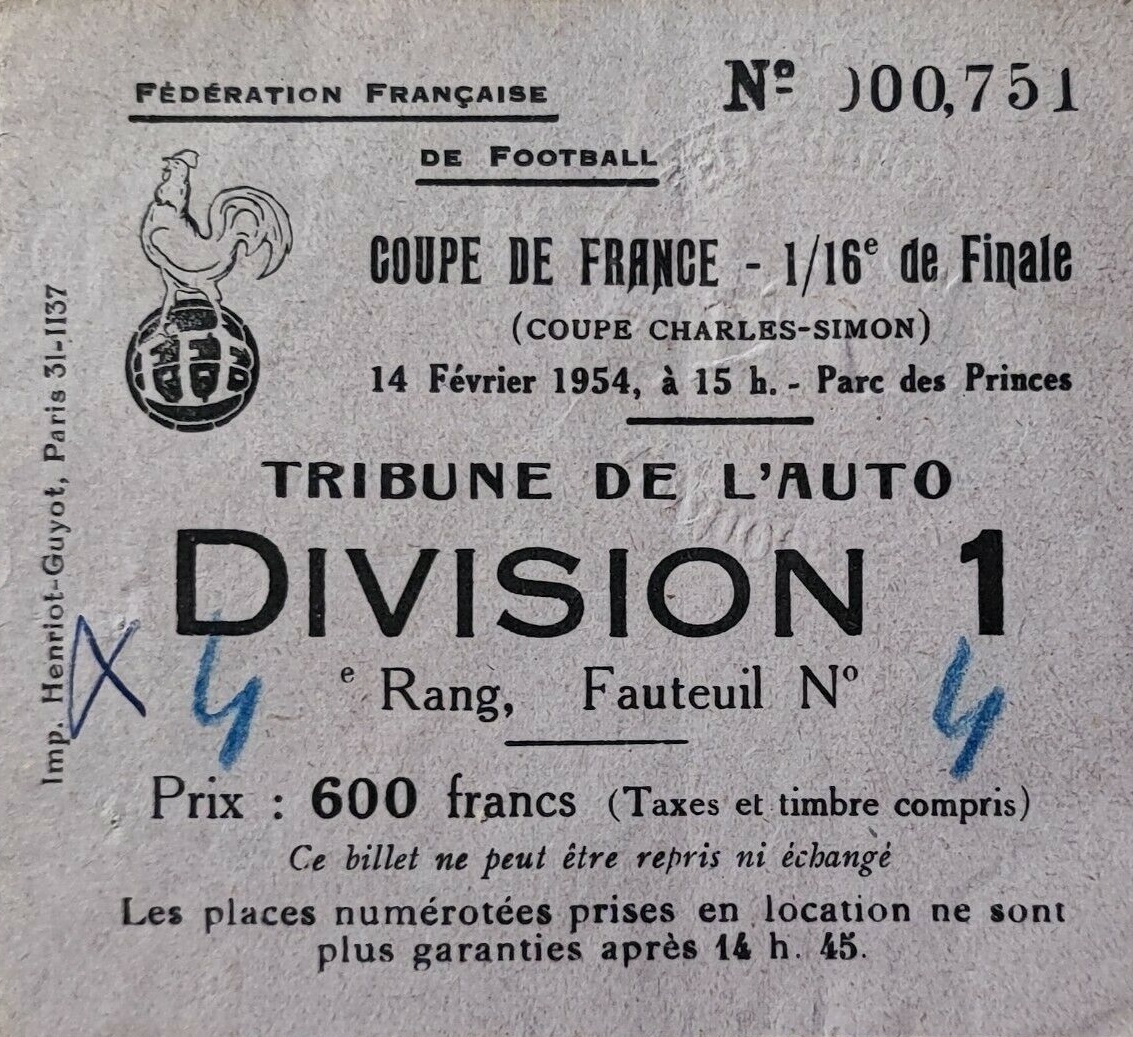 FÉDÉRATION FRANÇAISE
DE FOOTBALL
Nº 000,751
COUPE DE FRANCE - 1/16e de Finale
(COUPE CHARLES-SIMON)
14 Février 1954, à 15 h. - Parc des Princes
TRIBUNE DE L'AUTO
DIVISION 1
4 e Rang, Fauteuil Nº 4
Prix : 600 francs (Taxes et timbre compris)
Ce billet ne peut être repris ni échangé
Les places numérotées prises en location ne sont
plus garanties après 14 h. 45.
Imp. Henriot-Guyot, Paris 31-1137